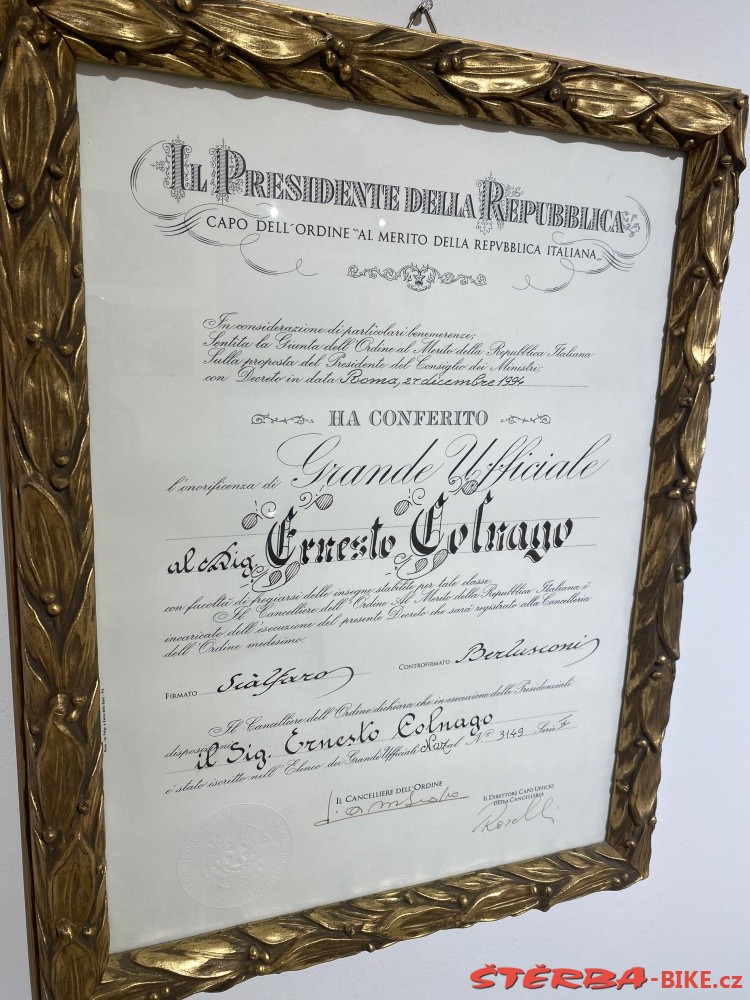 IL PRESIDENTE DELLA REPUBBLICA
CAPO DELL'ORDINE "AL MERITO DELLA REPVBBLICA ITALIANA„
In considerazione di particolari benemerenze;
Sentita la Giunta dell'Ordine al Merito della Repubblica Italiana
Sulla proposta del Presidente del Consiglio dei Ministri;
con Decreto in data Roma, 27 dicembre 1994
HA CONFERITO
l'onorificenza di Grande Ufficiale
al Sig. Ernesto Colnago
con facoltà di fregiarsi delle insegne stabilite per tale classe.
Il Cancelliere dell'Ordine Al Merito della Repubblica Italiana è
incaricato dell'esecuzione del presente Decreto che sarà registrato alla Cancelleria
dell'Ordine medesimo.
FIRMATO Scalfaro CONTROFIRMATO Berlusconi
Il Cancelliere dell'Ordine dichiara che in esecuzione delle Presidenziali
disposizioni il Sig. Ernesto Colnago
è stato iscritto nell'Elenco dei Grandi Ufficiali Naz.al N.° 3149 Serie
IL CANCELLIERE DELL'ORDINE
IL DIRETTORE CAPO UFFICIO
DELLA CANCELLERIA
ŠTĚRBA-BIKE.cz